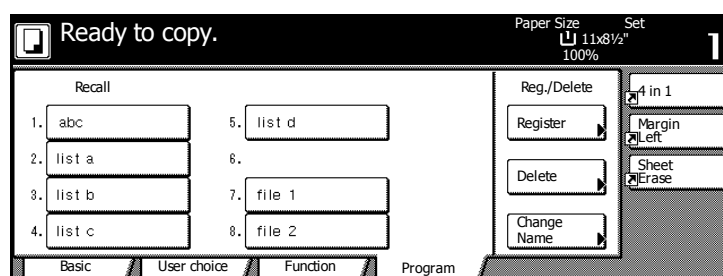 Ready to copy.
Paper Size
Set
11x8½"
100%
1
Recall
1. abc
2. list a
3. list b
4. list c
5. list d
6.
7. file 1
8. file 2
Reg./Delete
Register
Delete
Change
Name
4 in 1
Margin
Left
Sheet
Erase
Basic
User choice
Function
Program